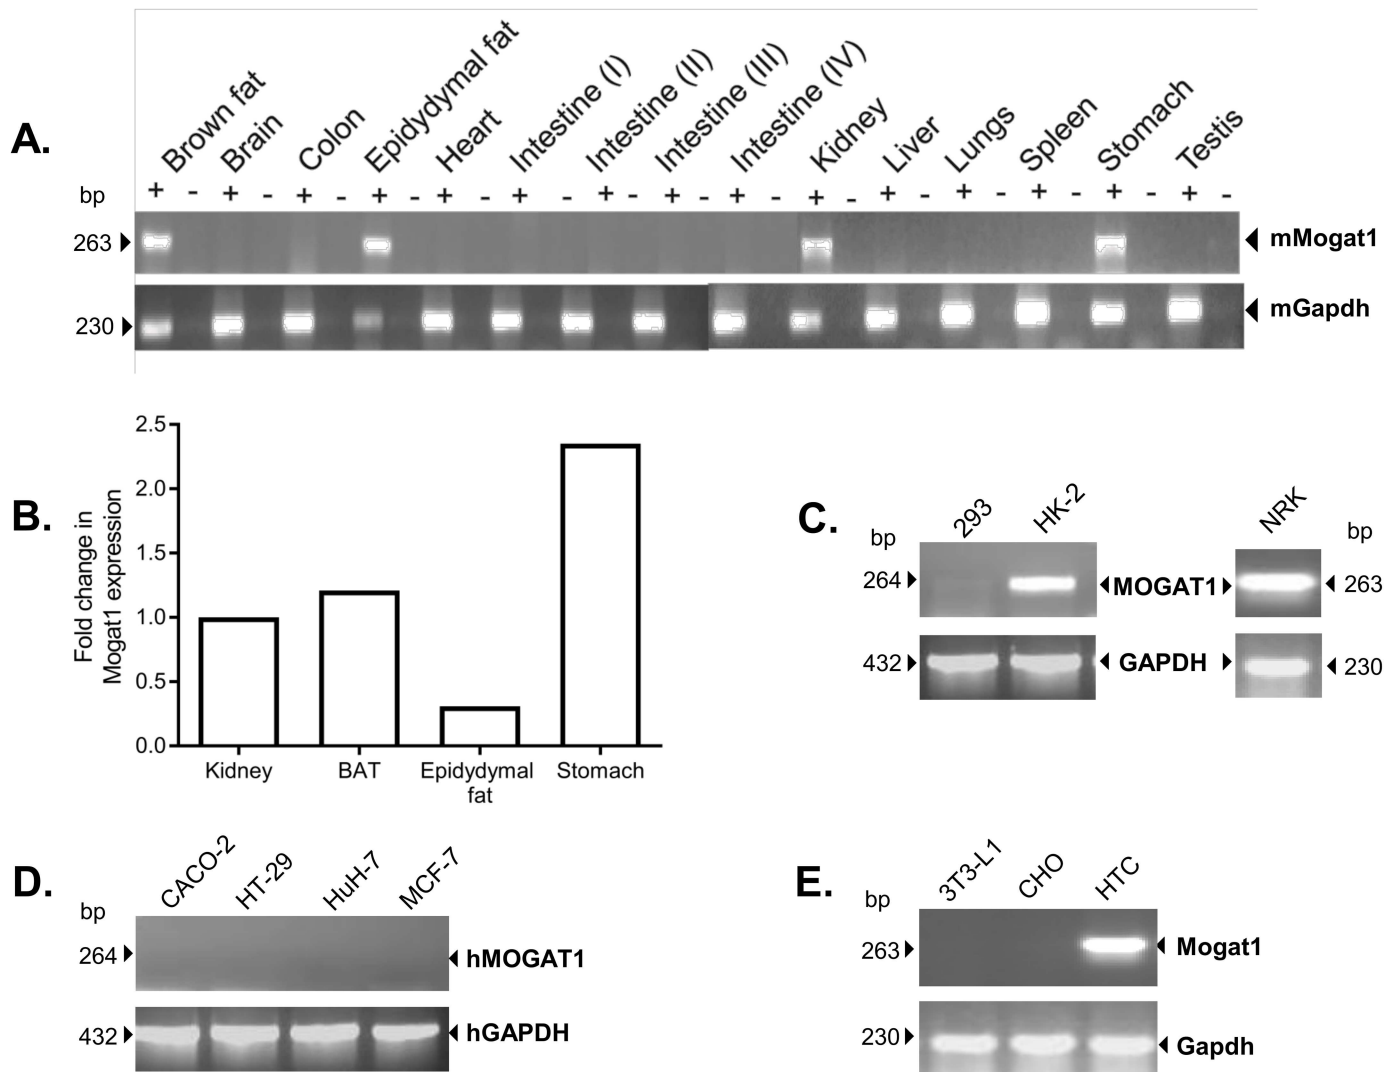 A.
Brown fat
Brain
Colon
Epidydymal fat
Heart
Intestine (I)
Intestine (II)
Intestine (III)
Intestine (IV)
Kidney
Liver
Lungs
Spleen
Stomach
Testis
bp + - + - + - + - + - + - + - + - + - + - + - + - + - + - + -
263 mMogat1
230 mGapdh
B.
Fold change in
Mogat1 expression
2.5
2.0
1.5
1.0
0.5
0.0
Kidney BAT Epidydymal Stomach
fat
C.
bp 293 HK-2 NRK bp
264 MOGAT1 263
432 GAPDH 230
D.
bp CACO-2 HT-29 HuH-7 MCF-7
264 hMOGAT1
432 hGAPDH
E.
bp 3T3-L1 CHO HTC
263 Mogat1
230 Gapdh